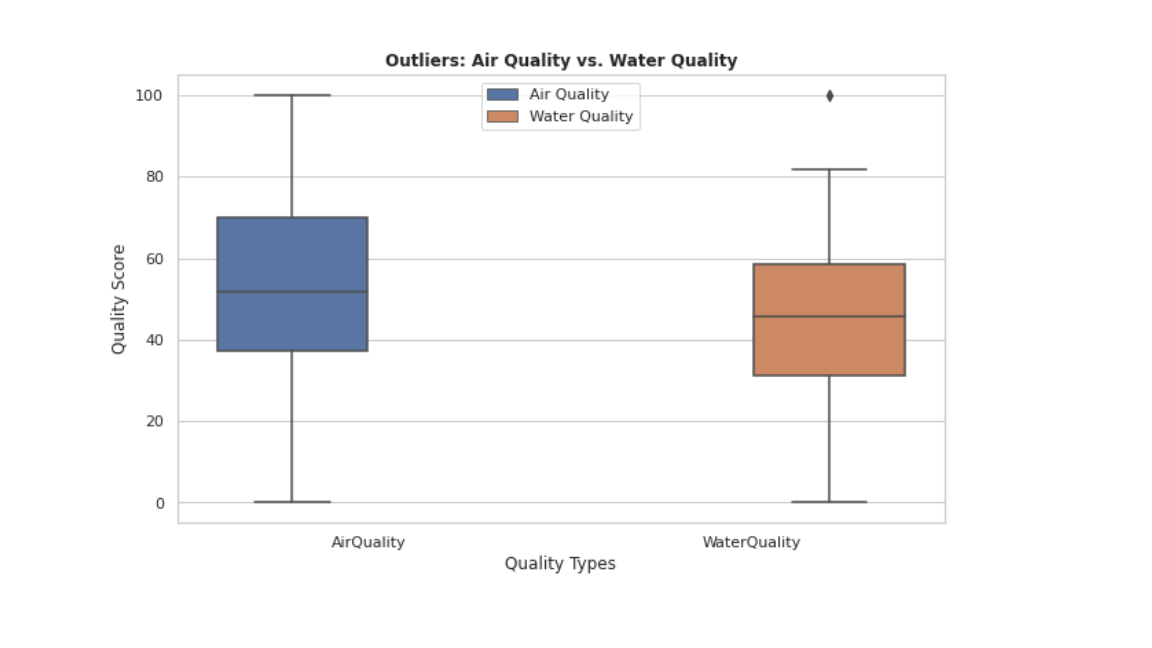 Outliers: Air Quality vs. Water Quality
Air Quality
Water Quality
100
80
60
40
20
0
Quality Score
AirQuality
WaterQuality
Quality Types